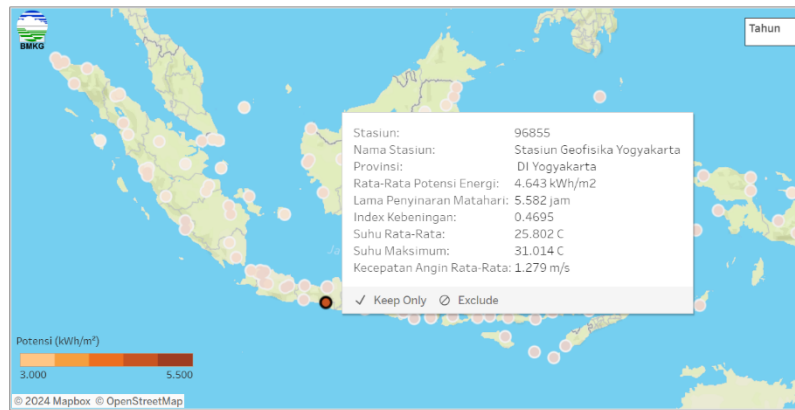 BMKG
Tahun
Stasiun: 96855
Nama Stasiun: Stasiun Geofisika Yogyakarta
Provinsi: DI Yogyakarta
Rata-Rata Potensi Energi: 4.643 kWh/m2
Lama Penyinaran Matahari: 5.582 jam
Index Kebeningan: 0.4695
Suhu Rata-Rata: 25.802 C
Suhu Maksimum: 31.014 C
Kecepatan Angin Rata-Rata: 1.279 m/s
✓ Keep Only ⊘ Exclude
Potensi (kWh/m²)
3.000 5.500
© 2024 Mapbox © OpenStreetMap